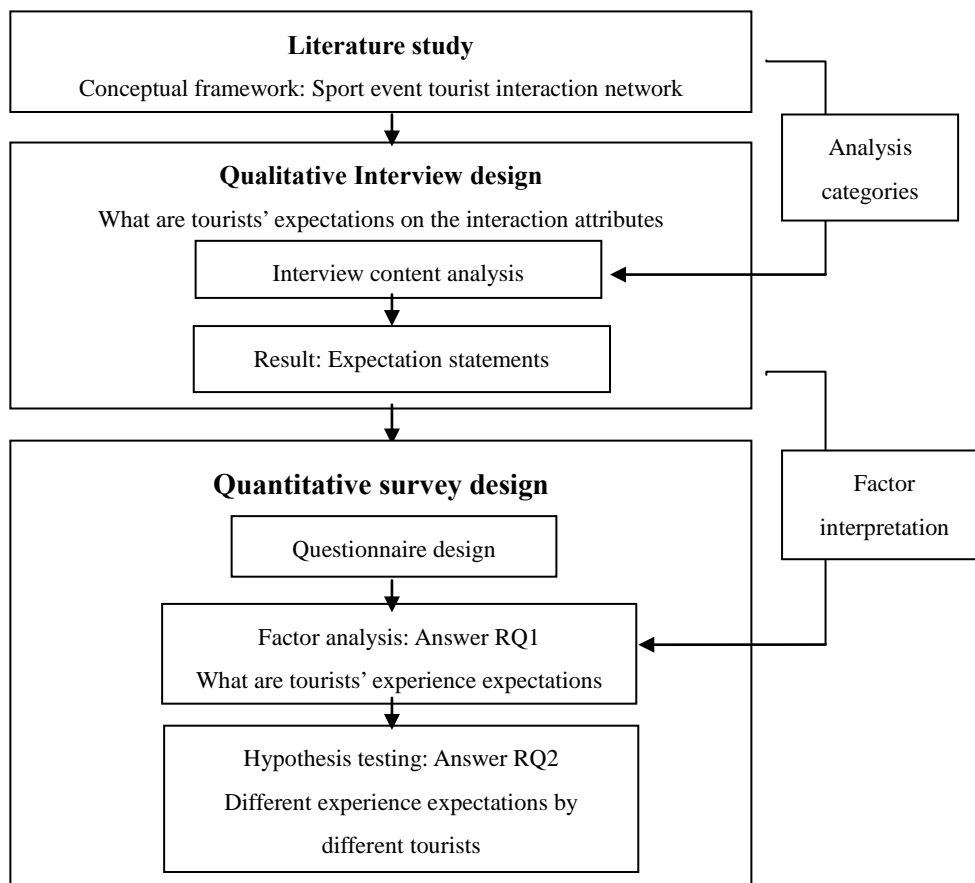 Literature study
Conceptual framework: Sport event tourist interaction network
Analysis
categories
Qualitative Interview design
What are tourists’ expectations on the interaction attributes
Interview content analysis
Result: Expectation statements
Factor
interpretation
Quantitative survey design
Questionnaire design
Factor analysis: Answer RQ1
What are tourists’ experience expectations
Hypothesis testing: Answer RQ2
Different experience expectations by
different tourists